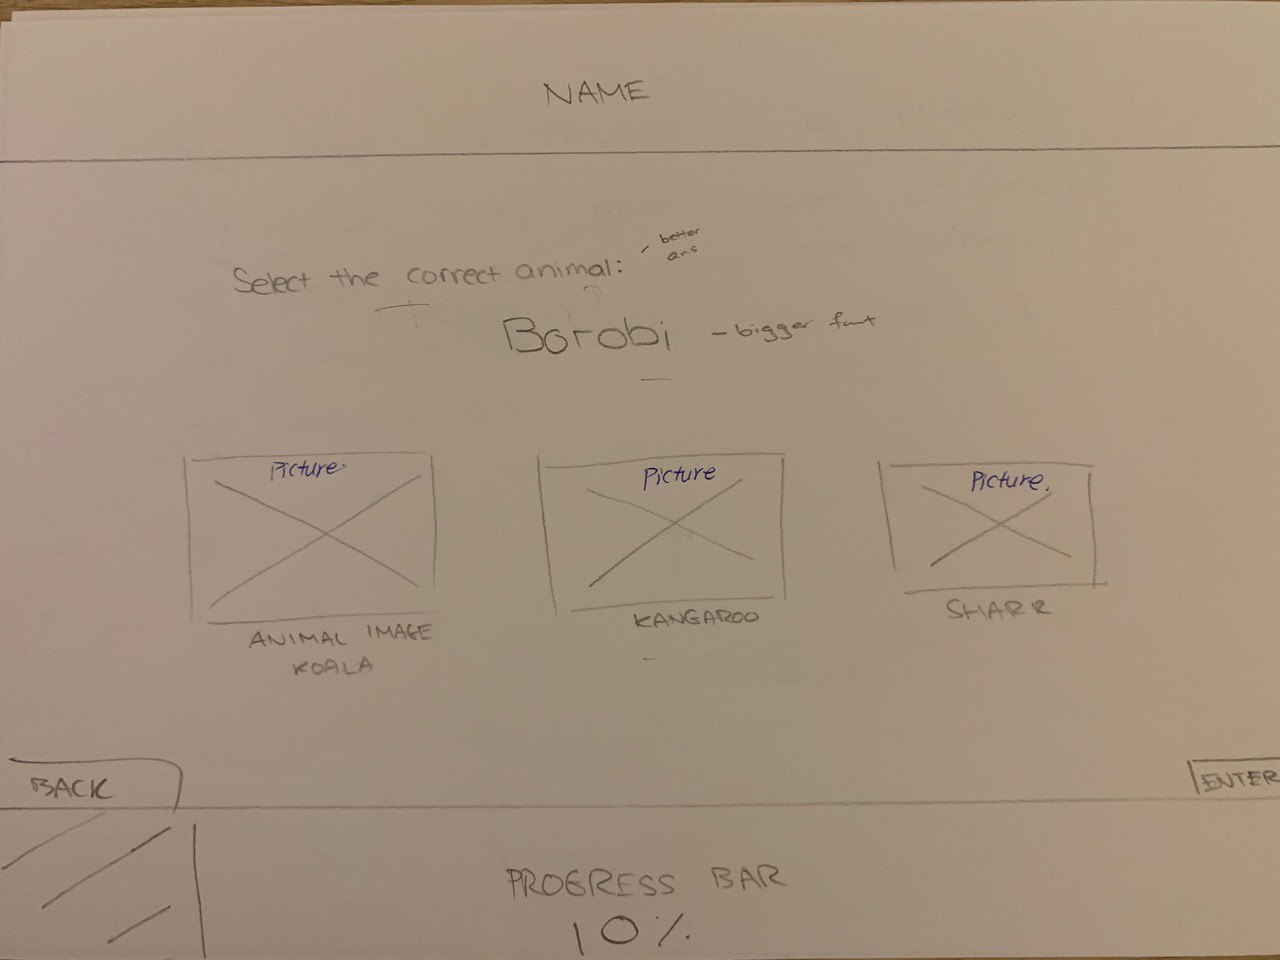 NAME
Select the correct animal: - better
ans
Borobi - bigger font
Picture
Picture
Picture.
ANIMAL IMAGE
KOALA
KANGAROO
SHARK
BACK
ENTER
PROGRESS BAR
10%